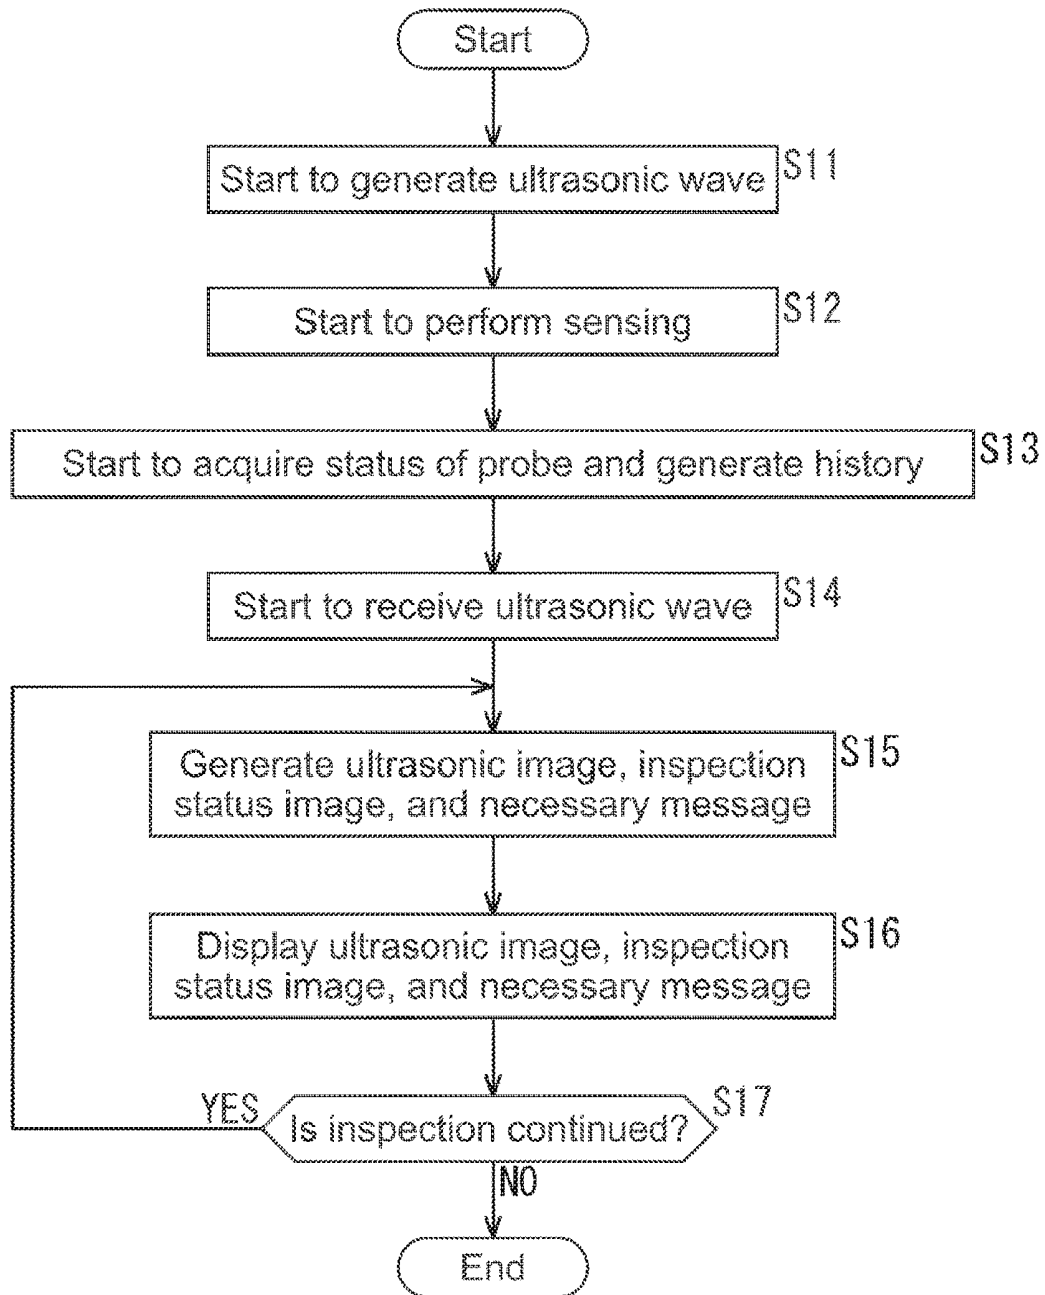 Start
Start to generate ultrasonic wave
S11
Start to perform sensing
S12
Start to acquire status of probe and generate history
S13
Start to receive ultrasonic wave
S14
Generate ultrasonic image, inspection
status image, and necessary message
S15
Display ultrasonic image, inspection
status image, and necessary message
S16
YES
Is inspection continued?
S17
NO
End